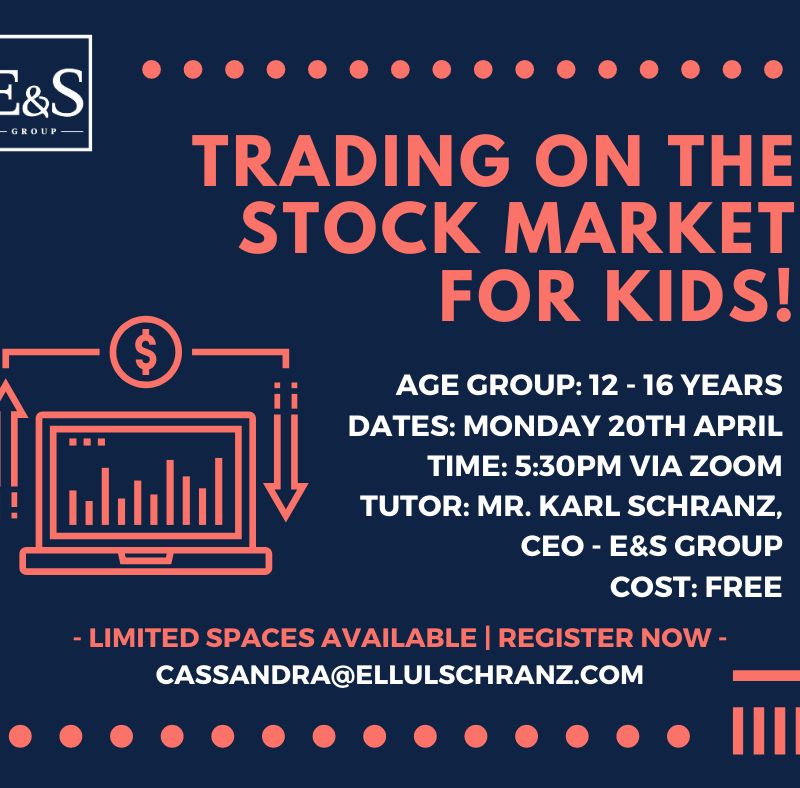 E&S
GROUP
TRADING ON THE
STOCK MARKET
FOR KIDS!
$
AGE GROUP: 12 - 16 YEARS
DATES: MONDAY 20TH APRIL
TIME: 5:30PM VIA ZOOM
TUTOR: MR. KARL SCHRANZ,
CEO - E&S GROUP
COST: FREE
- LIMITED SPACES AVAILABLE | REGISTER NOW -
CASSANDRA@ELLULSCHRANZ.COM